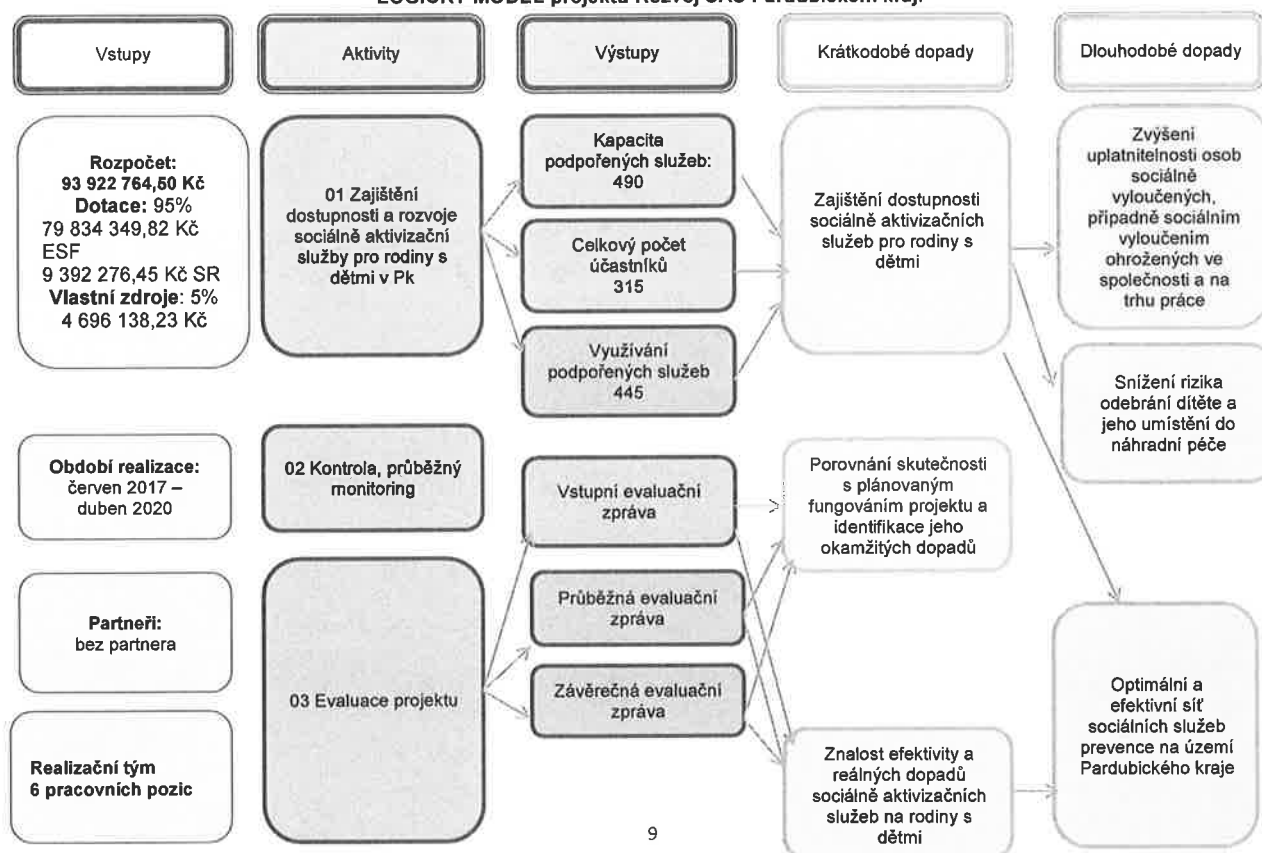 Vstupy
Aktivity
Výstupy
Krátkodobé dopady
Dlouhodobé dopady
Rozpočet:
93 922 764,50 Kč
Dotace: 95%
79 834 349,82 Kč
ESF
9 392 276,45 Kč SR
Vlastní zdroje: 5%
4 696 138,23 Kč
01 Zajištění
dostupnosti a rozvoje
sociálně aktivizační
služby pro rodiny s
dětmi v Pk
Kapacita
podpořených služeb:
490
Celkový počet
účastníků
315
Využívání
podpořených služeb
445
Zajištění dostupnosti
sociálně aktivizačních
služeb pro rodiny s
dětmi
Zvýšení
uplatnitelnosti osob
sociálně
vyloučených,
případně sociálním
vyloučením
ohrožených ve
společnosti a na
trhu práce
Snížení rizika
odebrání dítěte a
jeho umístění do
náhradní péče
Období realizace:
červen 2017 –
duben 2020
02 Kontrola, průběžný
monitoring
Vstupní evaluační
zpráva
Porovnání skutečnosti
s plánovaným
fungováním projektu a
identifikace jeho
okamžitých dopadů
Partneři:
bez partnera
03 Evaluace projektu
Průběžná evaluační
zpráva
Závěrečná evaluační
zpráva
Optimální a
efektivní síť
sociálních služeb
prevence na území
Pardubického kraje
Realizační tým
6 pracovních pozic
Znalost efektivity a
reálných dopadů
sociálně aktivizačních
služeb na rodiny s
dětmi
9